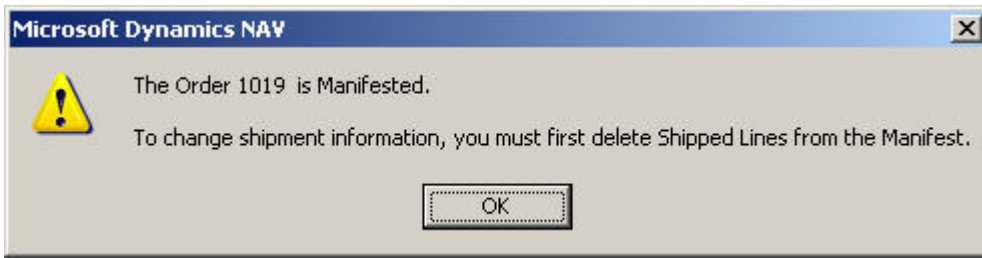 Microsoft Dynamics NAV
The Order 1019 is Manifested.
To change shipment information, you must first delete Shipped Lines from the Manifest.
OK